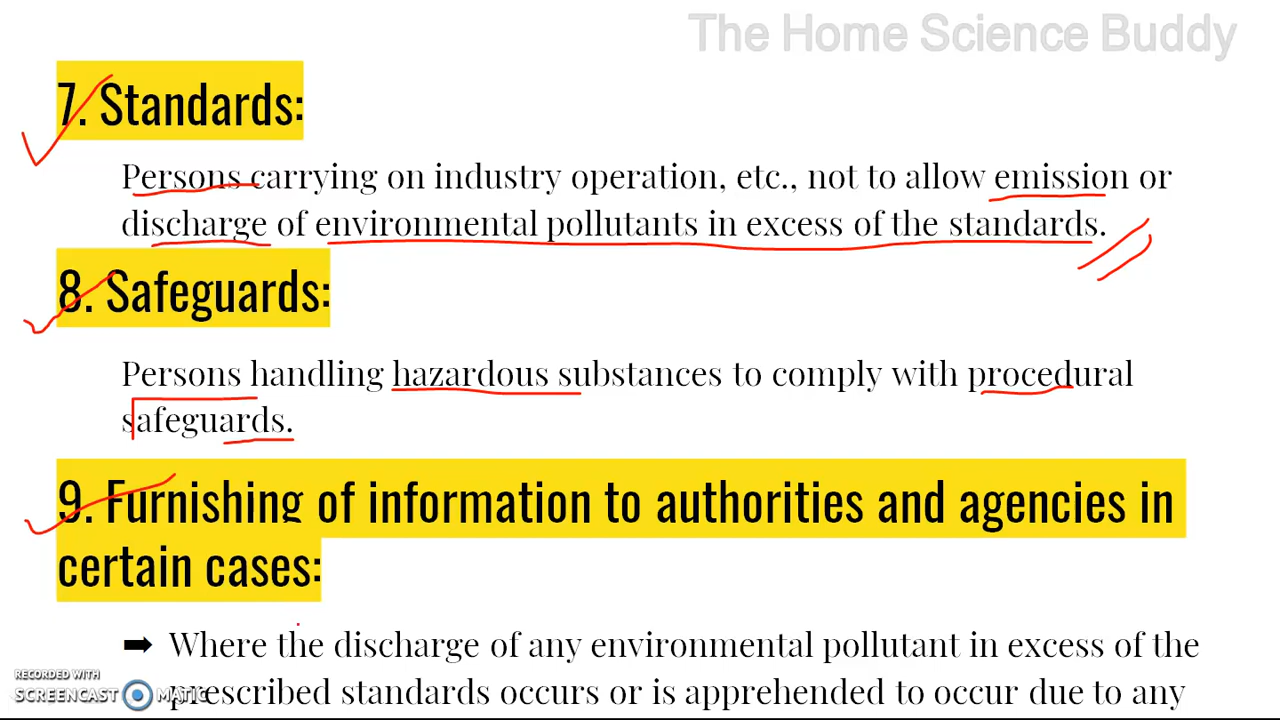 The Home Science Buddy
7. Standards:
Persons carrying on industry operation, etc., not to allow emission or
discharge of environmental pollutants in excess of the standards.
8. Safeguards:
Persons handling hazardous substances to comply with procedural
safeguards.
9. Furnishing of information to authorities and agencies in
certain cases:
➡ Where the discharge of any environmental pollutant in excess of the
RECORDED WITH
SCREENCAST MATIC
prescribed standards occurs or is apprehended to occur due to any